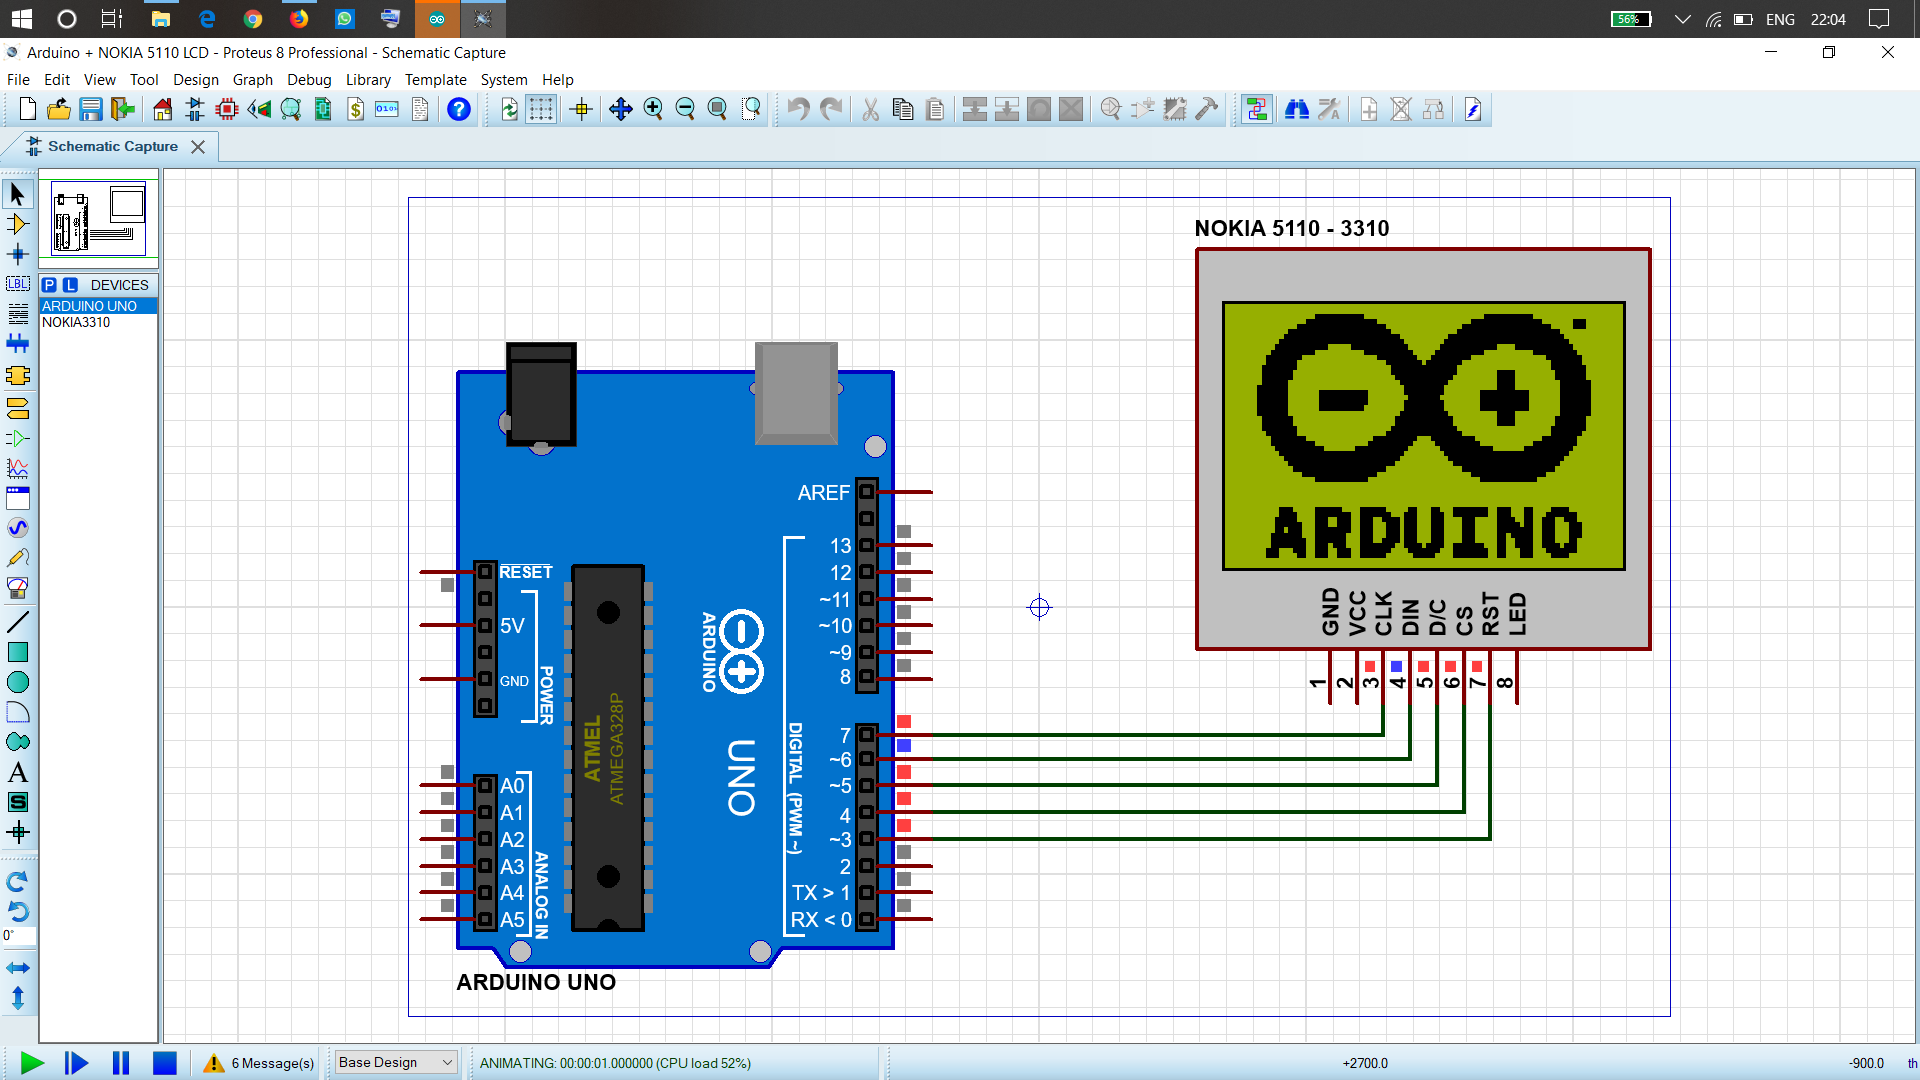 56%
ENG
22:04
Arduino + NOKIA 5110 LCD - Proteus 8 Professional - Schematic Capture
File Edit View Tool Design Graph Debug Library Template System Help
Schematic Capture
P L DEVICES
ARDUINO UNO
NOKIA3310
LBL
A
S
0°
NOKIA 5110 - 3310
ARDUINO
GND
VCC
CLK
DIN
D/C
CS
RST
LED
1
2
3
4
5
6
7
8
AREF
13
12
~11
~10
~9
8
7
~6
~5
4
~3
2
TX > 1
RX < 0
DIGITAL (PWM ~)
RESET
5V
GND
POWER
A0
A1
A2
A3
A4
A5
ANALOG IN
ATMEL
ATMEGA328P
ARDUINO
UNO
ARDUINO UNO
6 Message(s)
Base Design
ANIMATING: 00:00:01.000000 (CPU load 52%)
+2700.0
-900.0
th